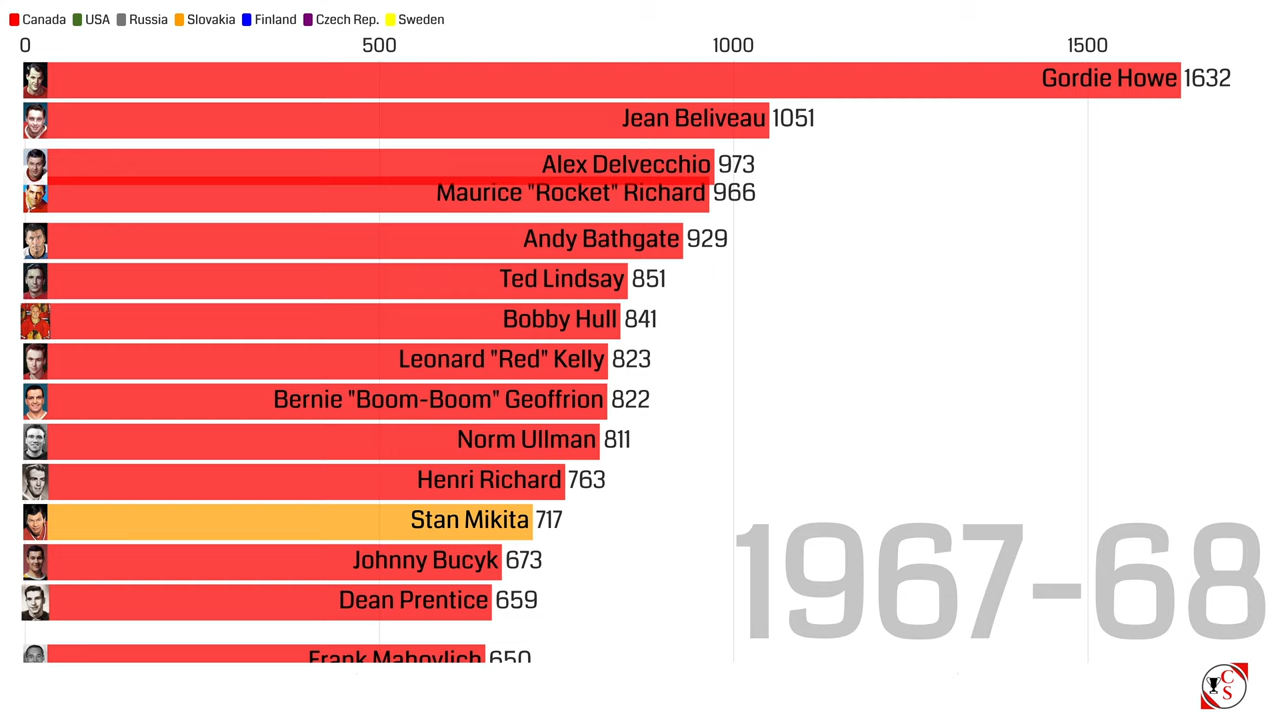 Canada USA Russia Slovakia Finland Czech Rep. Sweden
0 500 1000 1500
Gordie Howe 1632
Jean Beliveau 1051
Alex Delvecchio 973
Maurice "Rocket" Richard 966
Andy Bathgate 929
Ted Lindsay 851
Bobby Hull 841
Leonard "Red" Kelly 823
Bernie "Boom-Boom" Geoffrion 822
Norm Ullman 811
Henri Richard 763
Stan Mikita 717
Johnny Bucyk 673
Dean Prentice 659
Frank Mahovlich 650
1967-68
C
S